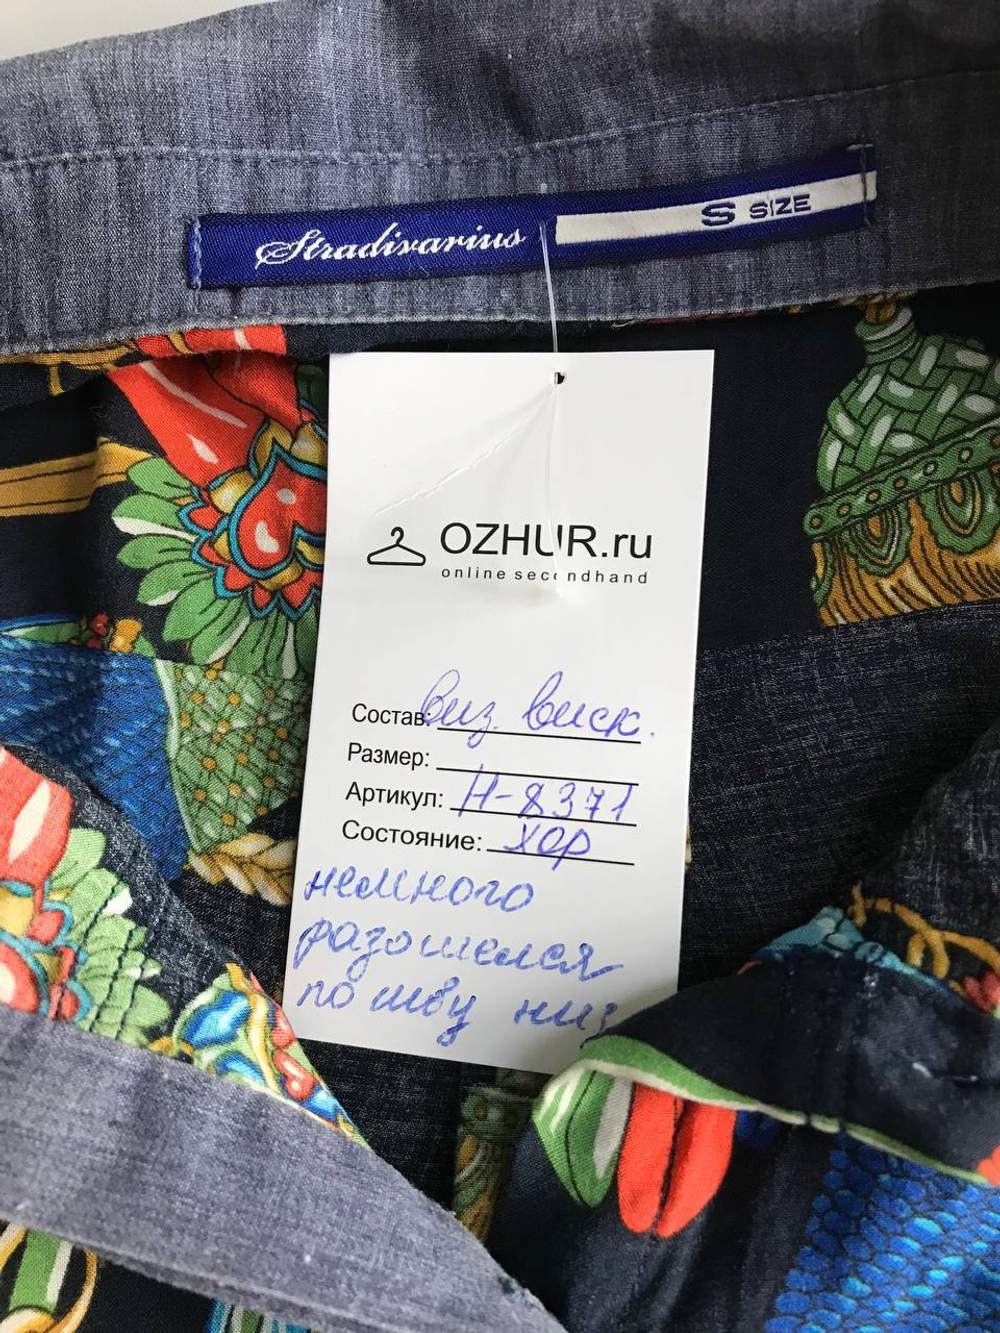 Stradivarius
S SIZE
OZHUR.ru
online secondhand
Состав: виз. виск.
Размер:
Артикул: Н-8371
Состояние: хор
немного
разошелся
по шву низ